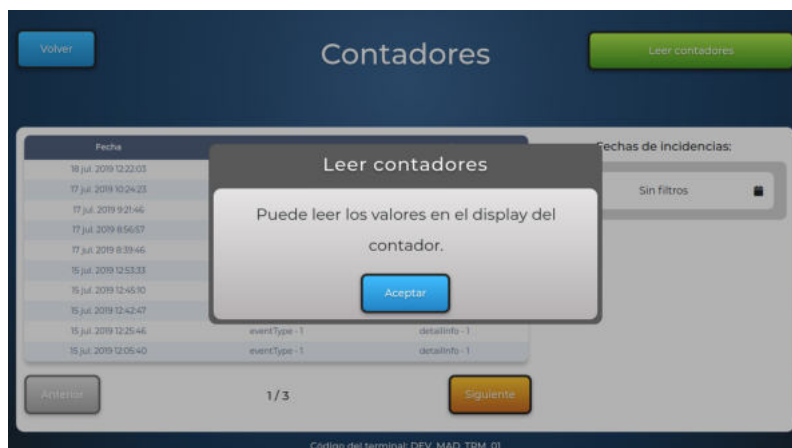 Volver
Contadores
Leer contadores
Fecha
Fechas de incidencias:
18 jul. 2019 12:22:03
Leer contadores
17 jul. 2019 10:24:23
Sin filtros
17 jul. 2019 9:21:46
Puede leer los valores en el display del
contador.
17 jul. 2019 8:56:57
17 jul. 2019 8:39:46
15 jul. 2019 12:53:33
15 jul. 2019 12:45:10
Aceptar
15 jul. 2019 12:42:47
15 jul. 2019 12:25:46 eventType - 1 detailInfo - 1
15 jul. 2019 12:05:40 eventType - 1 detailInfo - 1
Anterior
1 / 3
Siguiente
Código del terminal: DEV_MAD_TRM_01